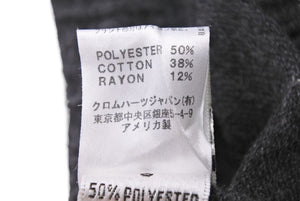 POLYESTER 50%
COTTON 38%
RAYON 12%
クロムハーツジャパン(有)
東京都中央区銀座5-4-9
アメリカ製
50% POLYESTER